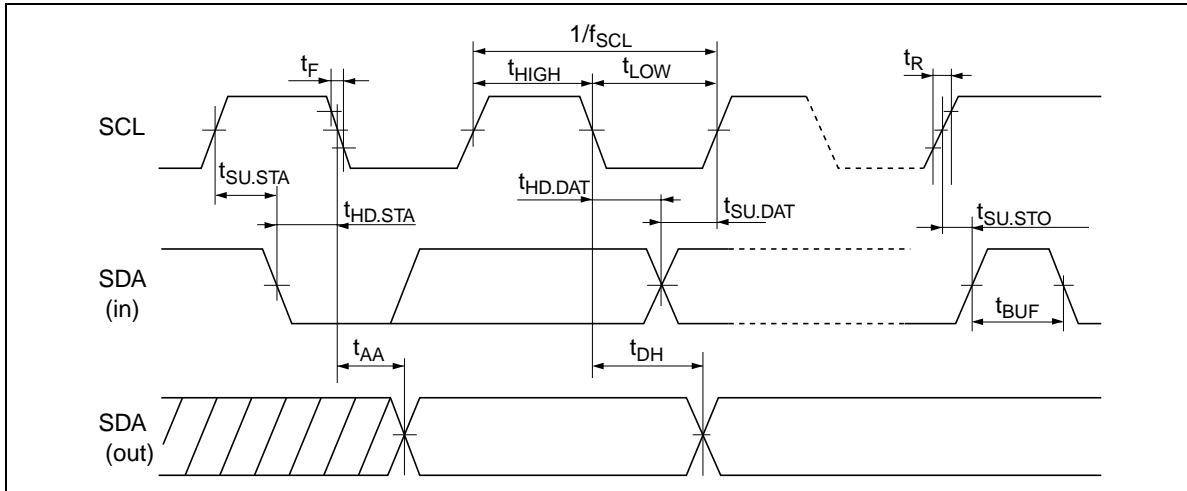 1/fSCL
tF
tHIGH
tLOW
tR
SCL
tSU.STA
tHD.DAT
tHD.STA
tSU.DAT
tSU.STO
SDA
(in)
tBUF
tAA
tDH
SDA
(out)